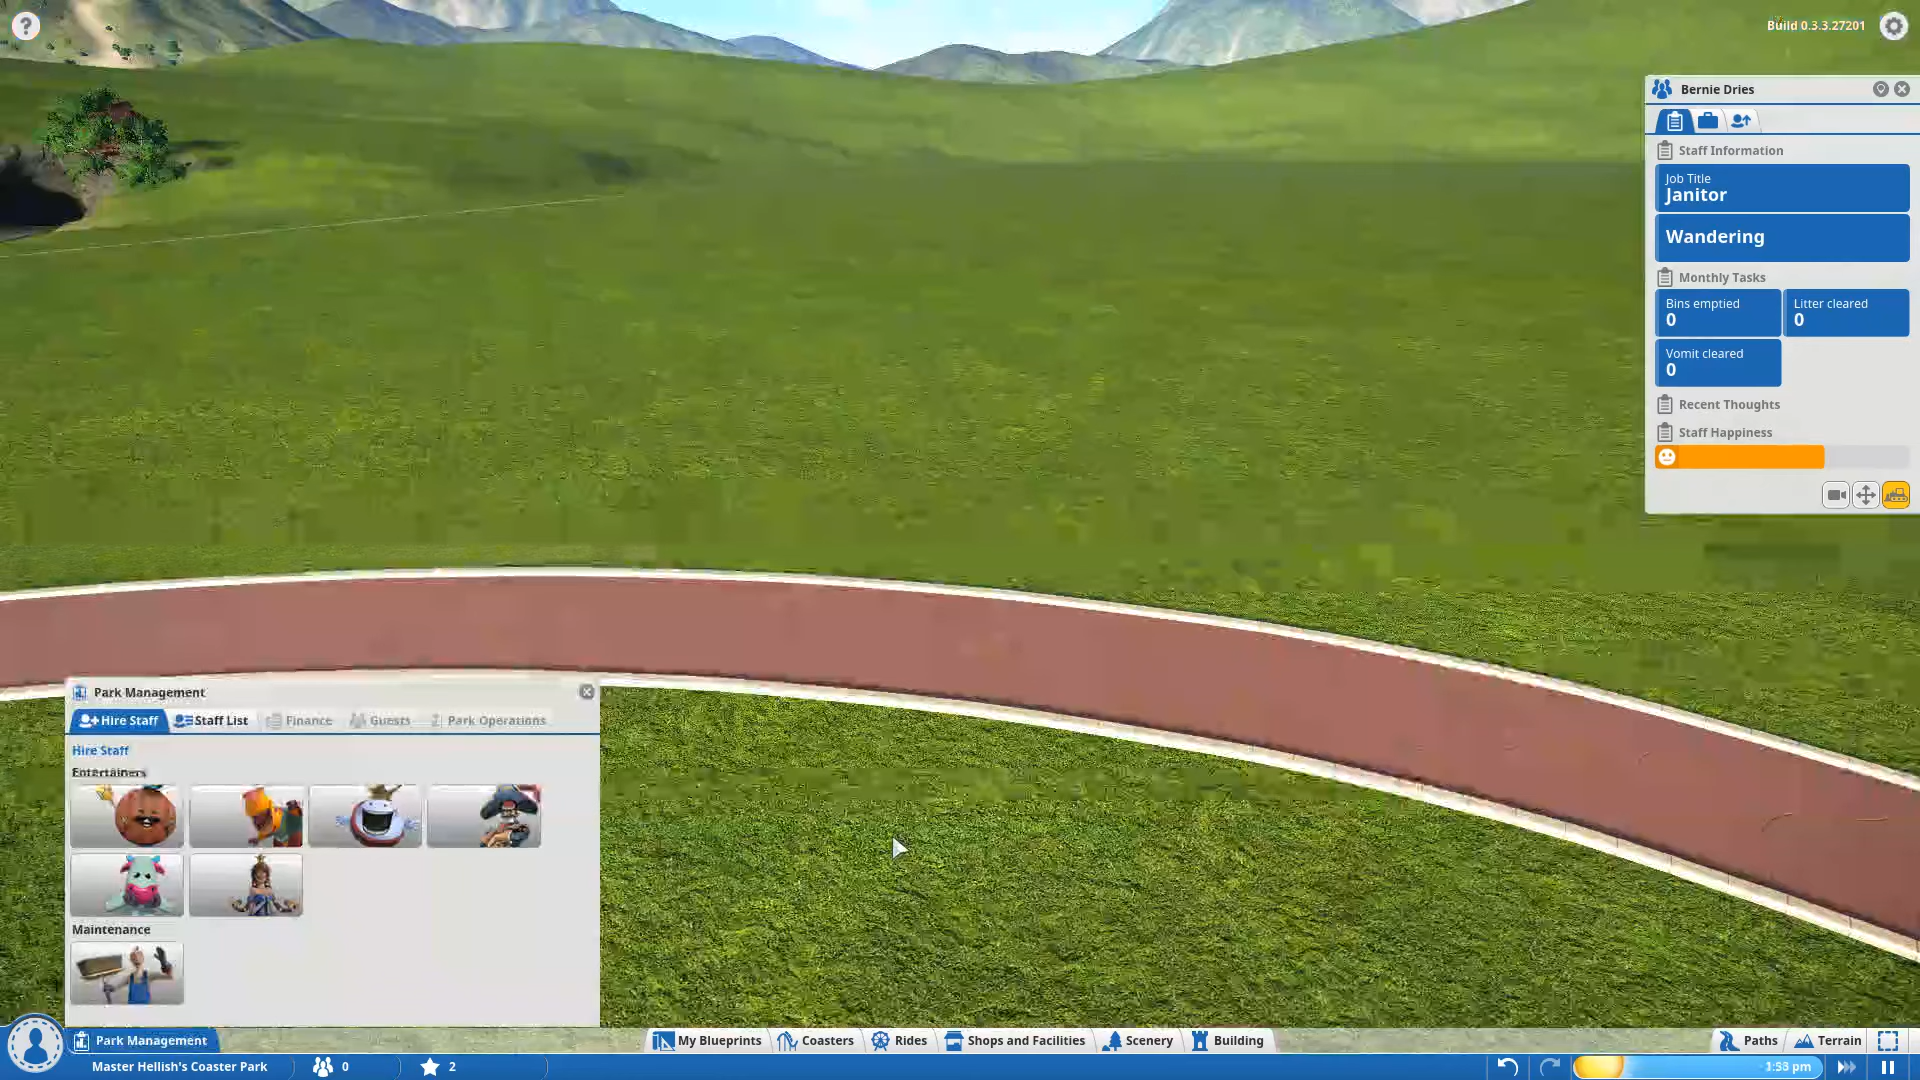 Build 0.3.3.27201
Bernie Dries
Staff Information
Job Title
Janitor
Wandering
Monthly Tasks
Bins emptied
0
Litter cleared
0
Vomit cleared
0
Recent Thoughts
Staff Happiness
Park Management
Hire Staff
Staff List
Finance
Guests
Park Operations
Hire Staff
Entertainers
Maintenance
Park Management
My Blueprints
Coasters
Rides
Shops and Facilities
Scenery
Building
Paths
Terrain
Master Hellish's Coaster Park
0
2
1:53 pm